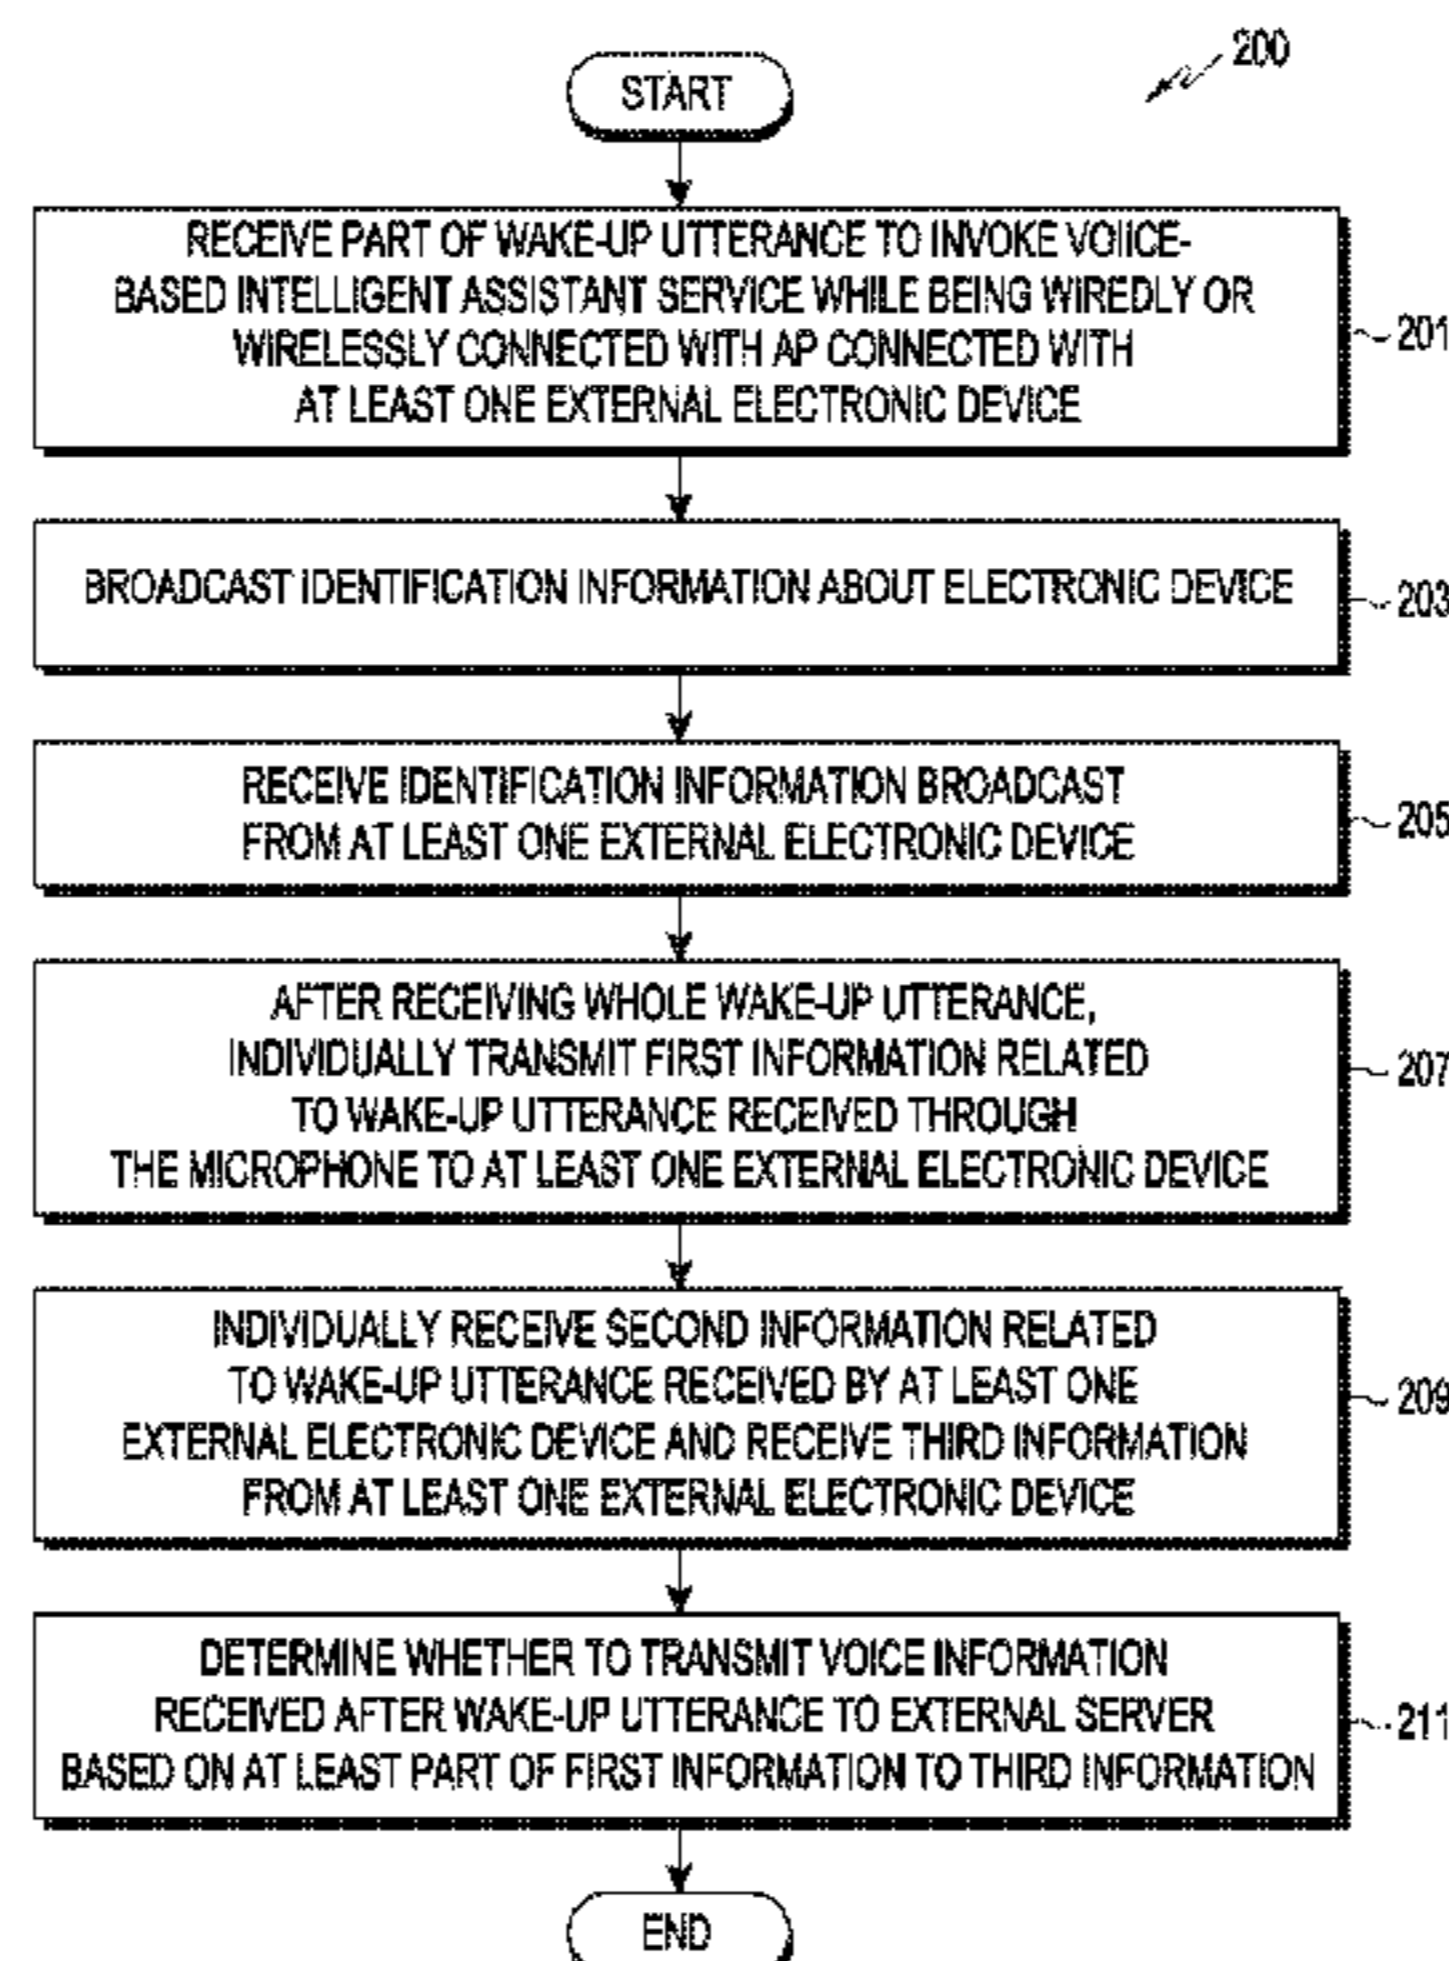 200
START
RECEIVE PART OF WAKE-UP UTTERANCE TO INVOKE VOICE-
BASED INTELLIGENT ASSISTANT SERVICE WHILE BEING WIREDLY OR
WIRELESSLY CONNECTED WITH AP CONNECTED WITH
AT LEAST ONE EXTERNAL ELECTRONIC DEVICE
201
BROADCAST IDENTIFICATION INFORMATION ABOUT ELECTRONIC DEVICE
203
RECEIVE IDENTIFICATION INFORMATION BROADCAST
FROM AT LEAST ONE EXTERNAL ELECTRONIC DEVICE
205
AFTER RECEIVING WHOLE WAKE-UP UTTERANCE,
INDIVIDUALLY TRANSMIT FIRST INFORMATION RELATED
TO WAKE-UP UTTERANCE RECEIVED THROUGH
THE MICROPHONE TO AT LEAST ONE EXTERNAL ELECTRONIC DEVICE
207
INDIVIDUALLY RECEIVE SECOND INFORMATION RELATED
TO WAKE-UP UTTERANCE RECEIVED BY AT LEAST ONE
EXTERNAL ELECTRONIC DEVICE AND RECEIVE THIRD INFORMATION
FROM AT LEAST ONE EXTERNAL ELECTRONIC DEVICE
209
DETERMINE WHETHER TO TRANSMIT VOICE INFORMATION
RECEIVED AFTER WAKE-UP UTTERANCE TO EXTERNAL SERVER
BASED ON AT LEAST PART OF FIRST INFORMATION TO THIRD INFORMATION
211
END